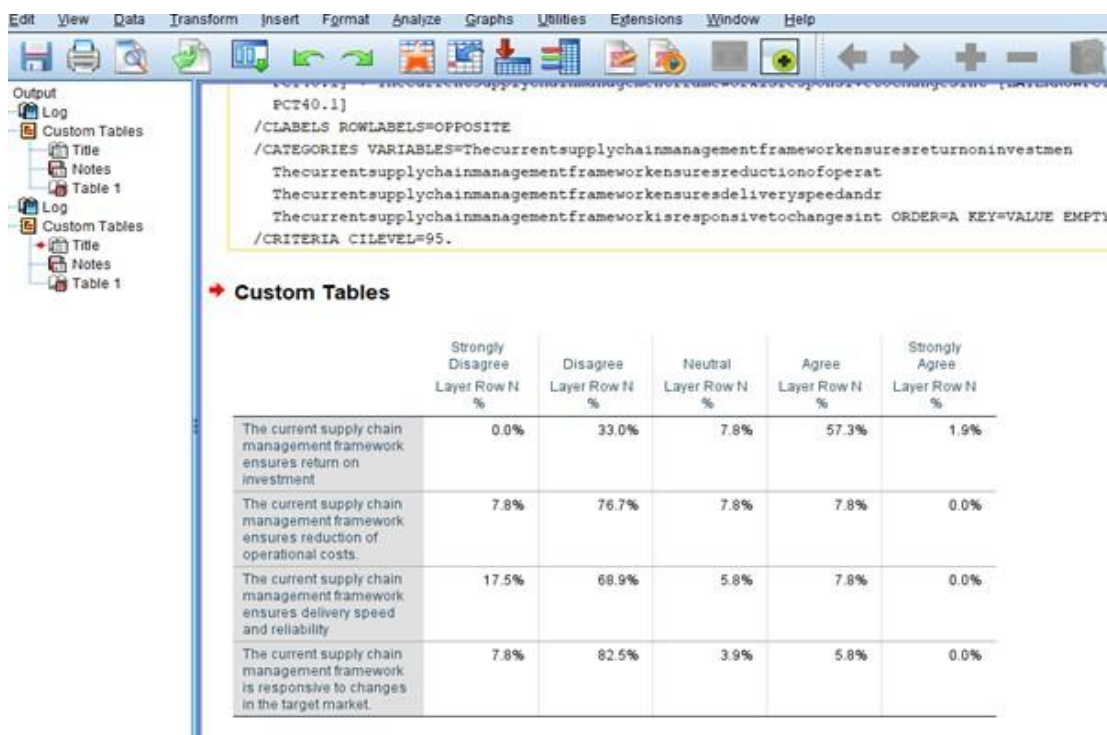 Edit View Data Transform Insert Format Analyze Graphs Utilities Extensions Window Help
Output
Log
Custom Tables
Title
Notes
Table 1
Log
Custom Tables
Title
Notes
Table 1
PCT40.1]
/CLABELS ROWLABELS=OPPOSITE
/CATEGORIES VARIABLES=Thecurrentsupplychainmanagementframeworkensuresreturnoninvestmen
Thecurrentsupplychainmanagementframeworkensuresreductionofoperat
Thecurrentsupplychainmanagementframeworkensuresdeliveryspeedandr
Thecurrentsupplychainmanagementframeworkisresponsivetochangesint ORDER=A KEY=VALUE EMPTY
/CRITERIA CILEVEL=95.
Custom Tables
Strongly Disagree Disagree Neutral Agree Strongly Agree
Layer Row N % Layer Row N % Layer Row N % Layer Row N % Layer Row N %
The current supply chain 0.0% 33.0% 7.8% 57.3% 1.9%
management framework
ensures return on
investment
The current supply chain 7.8% 76.7% 7.8% 7.8% 0.0%
management framework
ensures reduction of
operational costs.
The current supply chain 17.5% 68.9% 5.8% 7.8% 0.0%
management framework
ensures delivery speed
and reliability
The current supply chain 7.8% 82.5% 3.9% 5.8% 0.0%
management framework
is responsive to changes
in the target market.